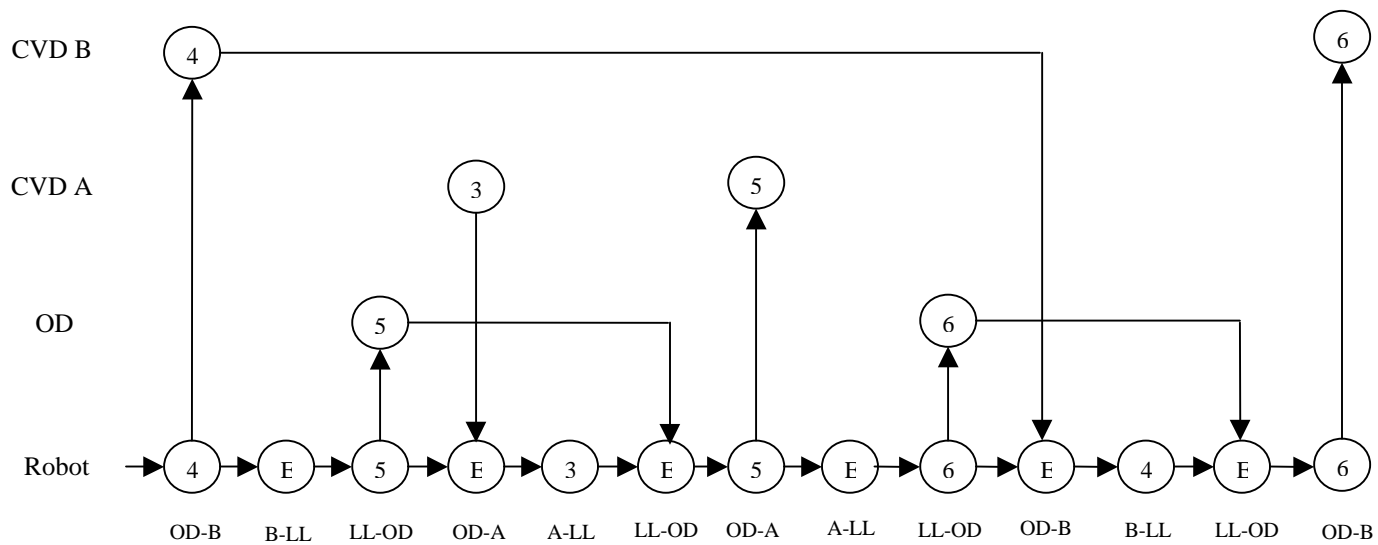 CVD B 4 6
CVD A 3 5
OD 5 6
Robot 4 E 5 E 3 E 5 E 6 E 4 E 6
OD-B B-LL LL-OD OD-A A-LL LL-OD OD-A A-LL LL-OD OD-B B-LL LL-OD OD-B